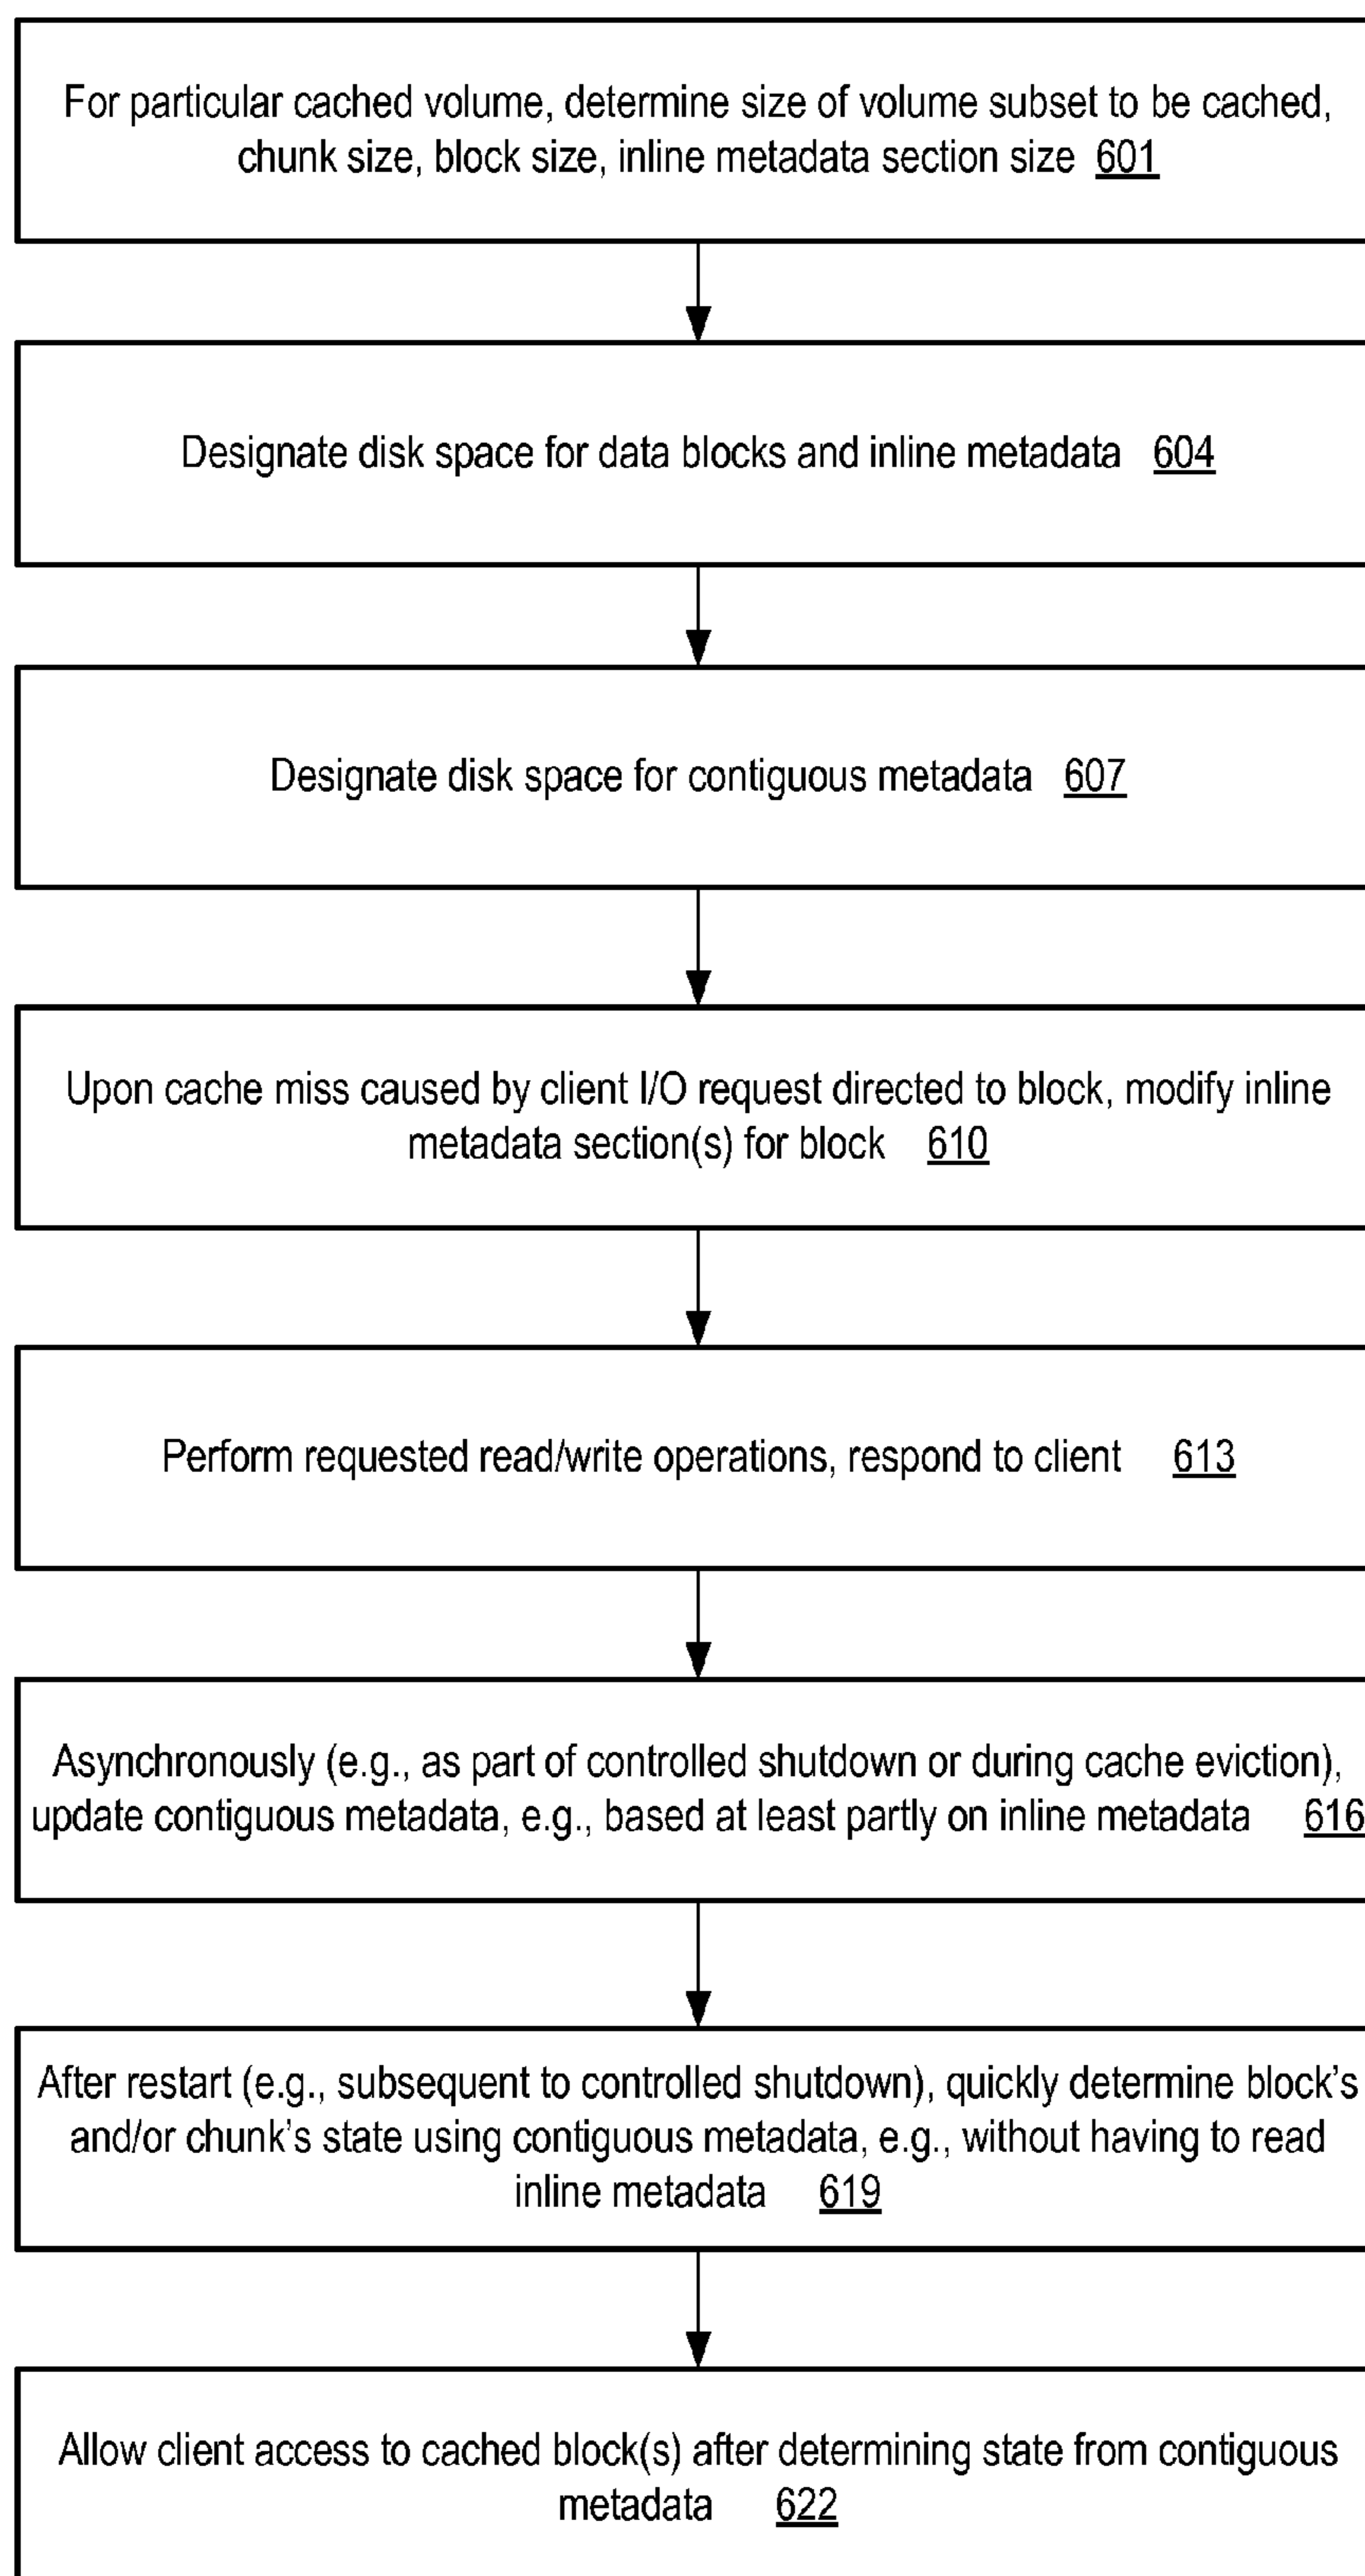 For particular cached volume, determine size of volume subset to be cached,
chunk size, block size, inline metadata section size 601
Designate disk space for data blocks and inline metadata 604
Designate disk space for contiguous metadata 607
Upon cache miss caused by client I/O request directed to block, modify inline
metadata section(s) for block 610
Perform requested read/write operations, respond to client 613
Asynchronously (e.g., as part of controlled shutdown or during cache eviction),
update contiguous metadata, e.g., based at least partly on inline metadata 616
After restart (e.g., subsequent to controlled shutdown), quickly determine block’s
and/or chunk’s state using contiguous metadata, e.g., without having to read
inline metadata 619
Allow client access to cached block(s) after determining state from contiguous
metadata 622